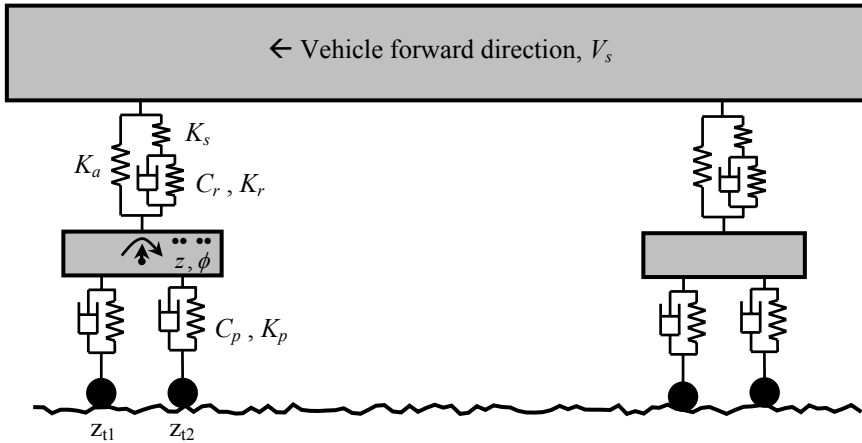 ← Vehicle forward direction, Vs
Ks
Ka
Cr , Kr
z̈ , ϕ̈
Cp , Kp
zt1 zt2